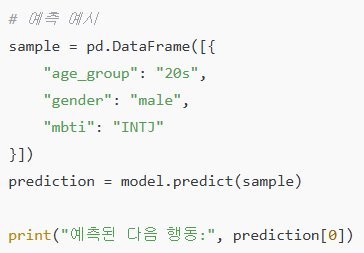 # 예측 예시
sample = pd.DataFrame([{
    "age_group": "20s",
    "gender": "male",
    "mbti": "INTJ"
}])
prediction = model.predict(sample)

print("예측된 다음 행동:", prediction[0])